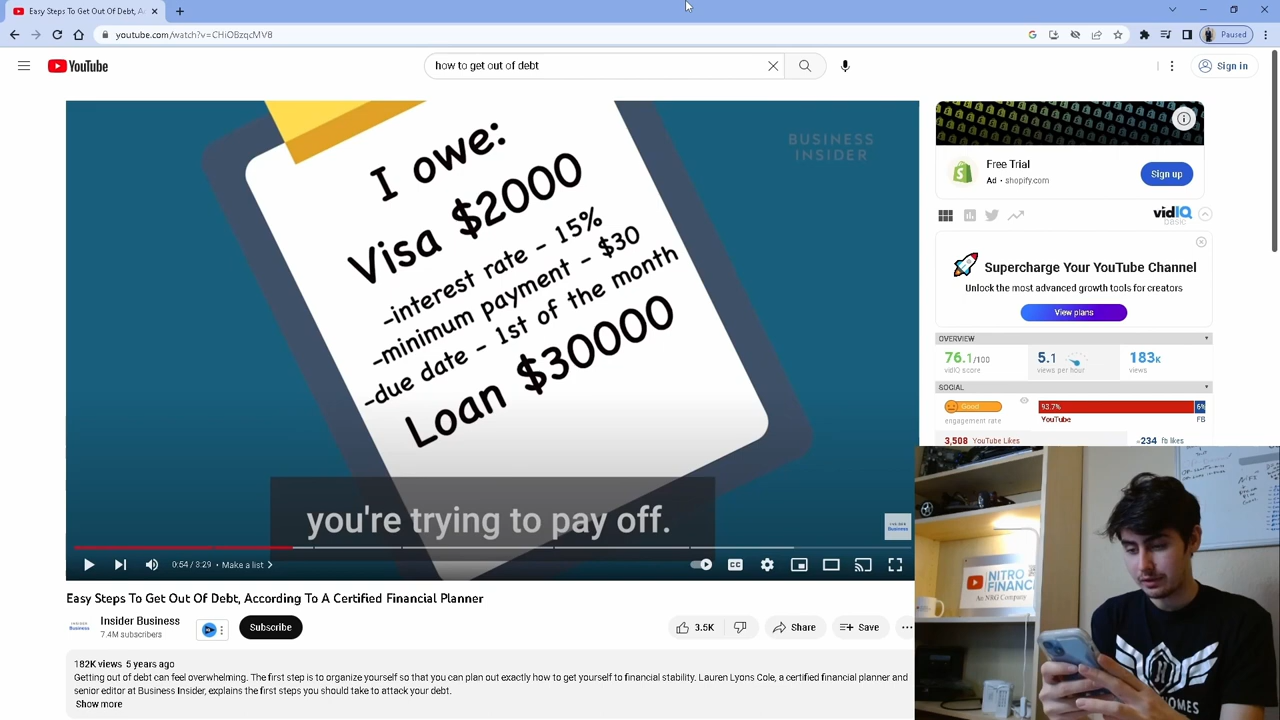 Easy Steps To Get Out Of Debt, A
youtube.com/watch?v=CHiOBzqcMV8
Paused
YouTube
how to get out of debt
Sign in
I owe:
Visa $2000
-interest rate - 15%
-minimum payment - $30
-due date - 1st of the month
Loan $30000
BUSINESS
INSIDER
you're trying to pay off.
0:54 / 3:29 • Make a list
Easy Steps To Get Out Of Debt, According To A Certified Financial Planner
Insider Business
7.4M subscribers
Subscribe
3.5K
Share
Save
182K views 5 years ago
Getting out of debt can feel overwhelming. The first step is to organize yourself so that you can plan out exactly how to get yourself to financial stability. Lauren Lyons Cole, a certified financial planner and
senior editor at Business Insider, explains the first steps you should take to attack your debt.
Show more
Free Trial
Ad • shopify.com
Sign up
vidIQ
basic
Supercharge Your YouTube Channel
Unlock the most advanced growth tools for creators
View plans
OVERVIEW
76.1/100
vidIQ score
5.1
views per hour
183K
views
SOCIAL
Good
engagement rate
93.7%
6%
YouTube
FB
3,508 YouTube Likes
234 fb likes
NITRO
FINANC
An NRG Company